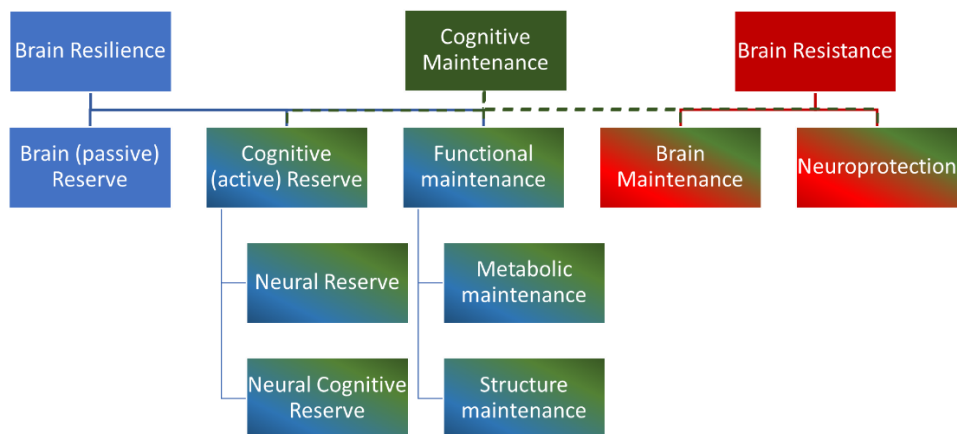 Brain Resilience
Cognitive
Maintenance
Brain Resistance
Brain (passive)
Reserve
Cognitive
(active) Reserve
Functional
maintenance
Brain
Maintenance
Neuroprotection
Neural Reserve
Metabolic
maintenance
Neural Cognitive
Reserve
Structure
maintenance